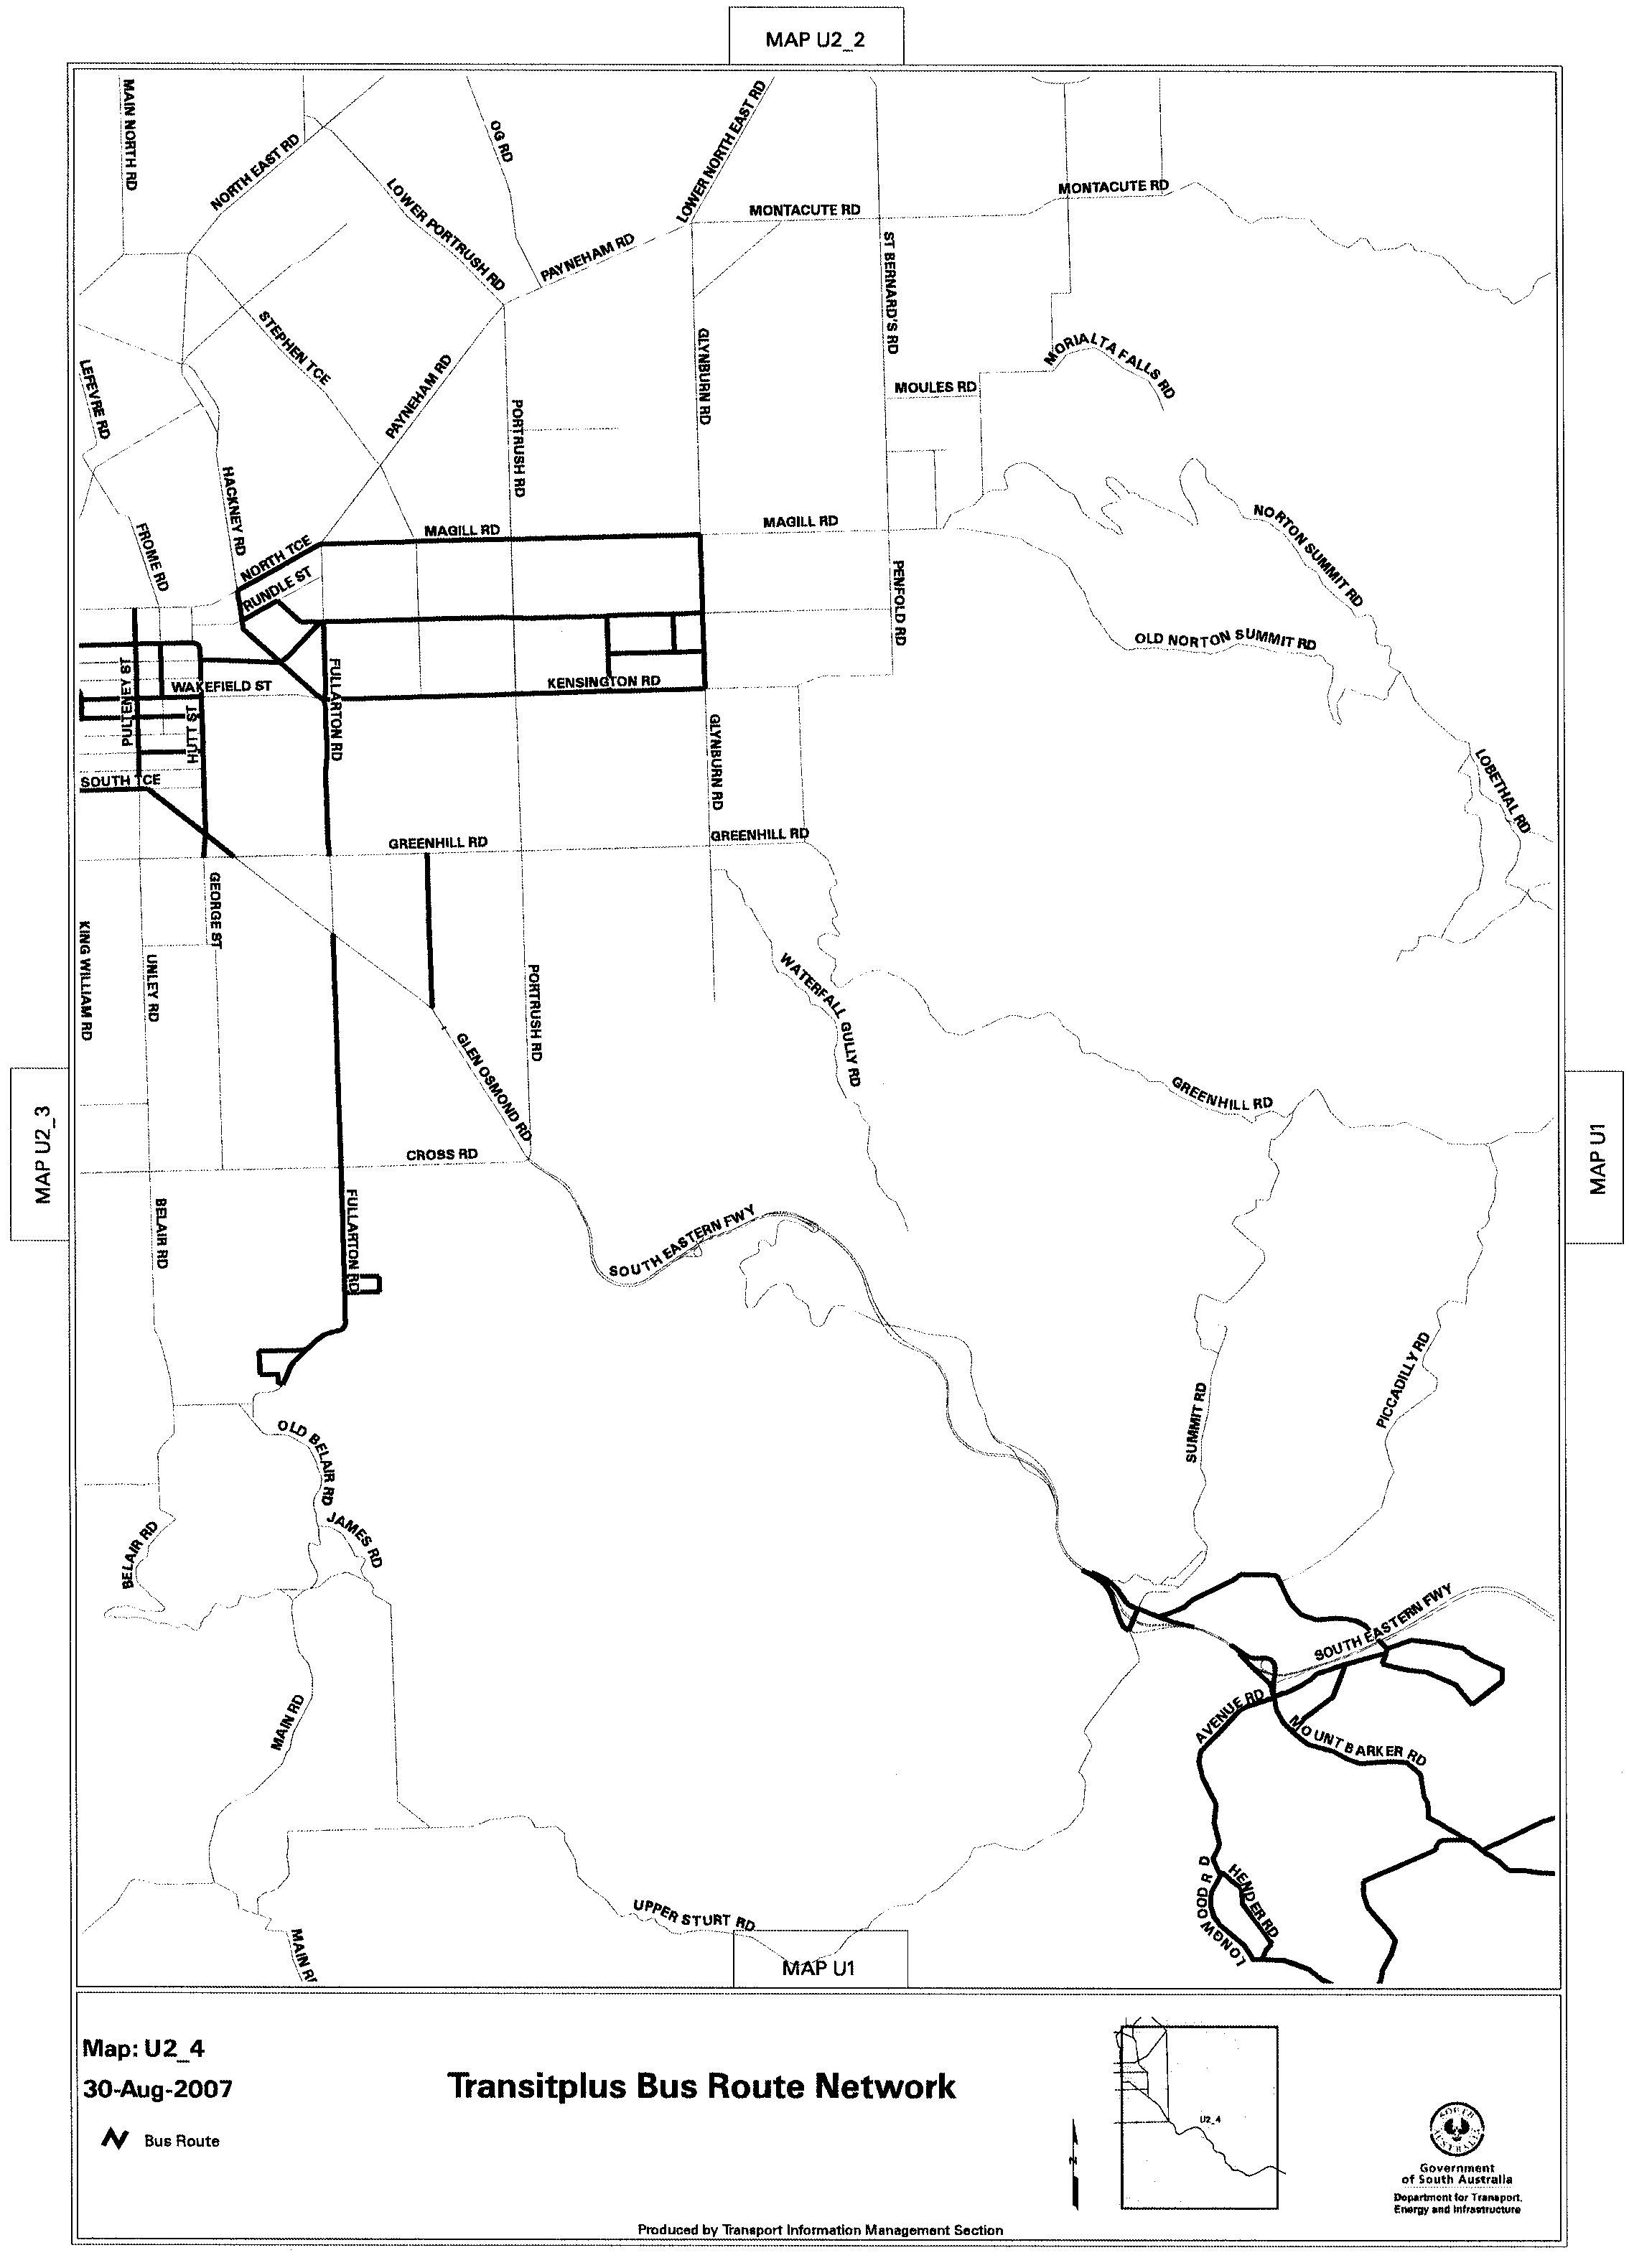 MAP U2_2
MAIN NORTH RD
NORTH EAST RD
OG RD
LOWER NORTH EAST RD
LOWER PORTRUSH RD
MONTACUTE RD
MONTACUTE RD
PAYNEHAM RD
ST BERNARD'S RD
STEPHEN TCE
LEFEVRE RD
PAYNEHAM RD
GLYNBURN RD
MORIALTA FALLS RD
MOULES RD
PORTRUSH RD
HACKNEY RD
FROME RD
NORTH TCE
MAGILL RD
MAGILL RD
NORTON SUMMIT RD
RUNDLE ST
PENFOLD RD
OLD NORTON SUMMIT RD
PULTENEY ST
WAKEFIELD ST
FULLARTON RD
KENSINGTON RD
HUTT ST
GLYNBURN RD
SOUTH TCE
LOBETHAL RD
GREENHILL RD
GREENHILL RD
GEORGE ST
KING WILLIAM RD
UNLEY RD
PORTRUSH RD
WATERFALL GULLY RD
GLEN OSMOND RD
GREENHILL RD
MAP U2_3
MAP U1
CROSS RD
BELAIR RD
FULLARTON RD
SOUTH EASTERN FWY
SUMMIT RD
PICCADILLY RD
OLD BELAIR RD
JAMES RD
BELAIR RD
SOUTH EASTERN FWY
AVENUE RD
MOUNT BARKER RD
MAIN RD
LONGWOOD RD
HENDER RD
UPPER STURT RD
MAIN RD
MAP U1
Map: U2_4
30-Aug-2007
Bus Route
Transitplus Bus Route Network
N
U2_4
SOUTH AUSTRALIA
Government
of South Australia
Department for Transport,
Energy and Infrastructure
Produced by Transport Information Management Section